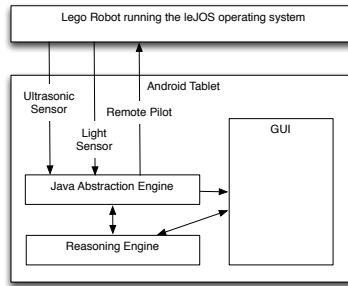 Lego Robot running the leJOS operating system
Android Tablet
Ultrasonic
Sensor
Remote Pilot
Light
Sensor
GUI
Java Abstraction Engine
Reasoning Engine